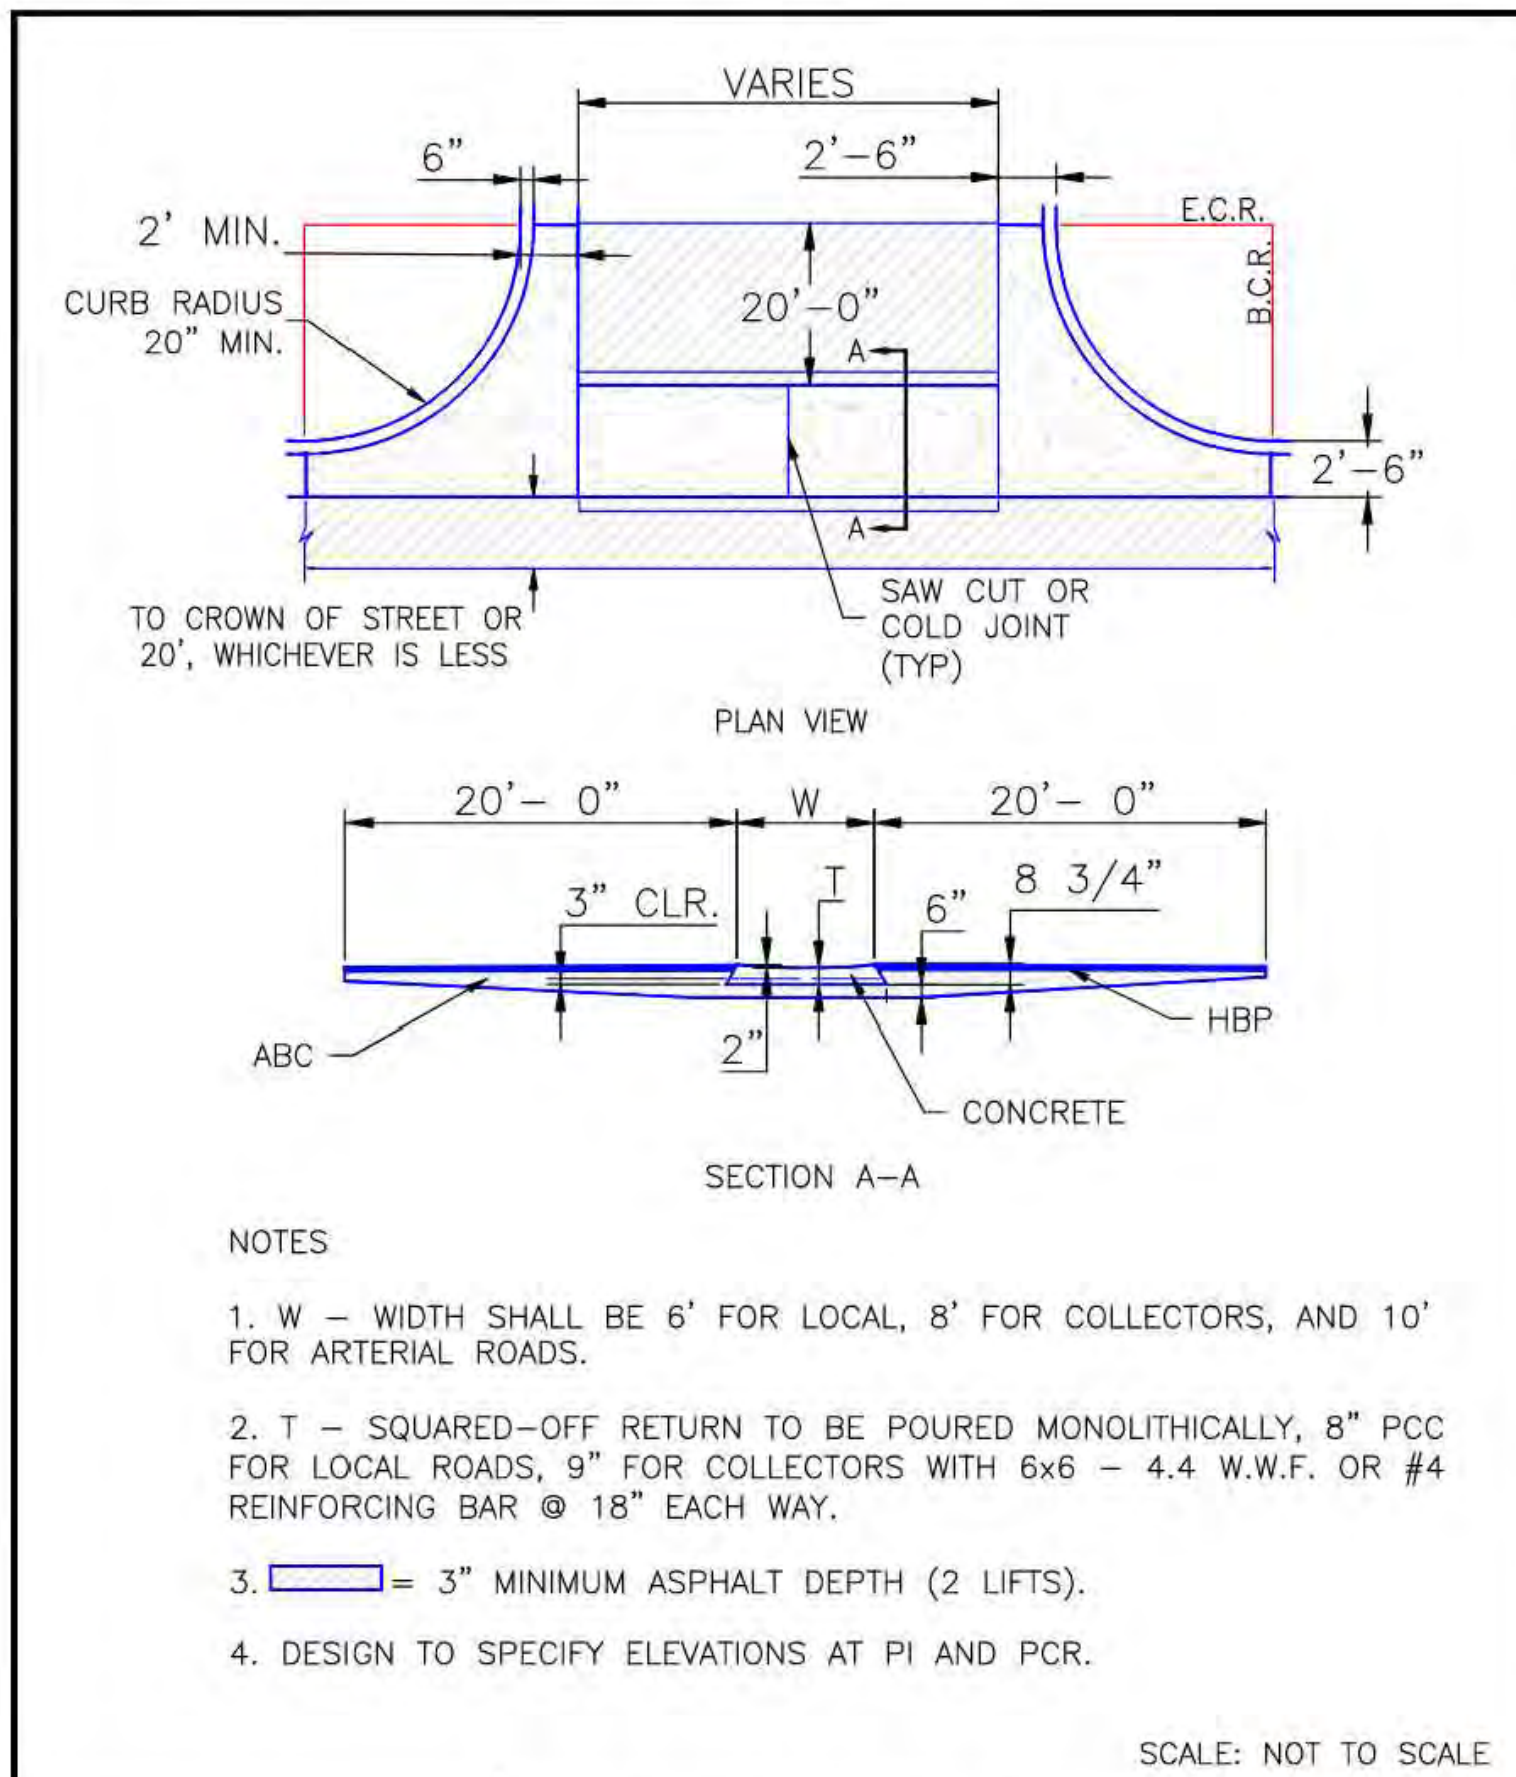 VARIES
6”
2’-6”
2’ MIN.
E.C.R.
B.C.R.
CURB RADIUS
20” MIN.
20’-0”
A
2’-6”
A
SAW CUT OR
COLD JOINT
(TYP)
TO CROWN OF STREET OR
20’, WHICHEVER IS LESS
PLAN VIEW
20’- 0”
W
20’- 0”
3” CLR.
T
6”
8 3/4”
2”
ABC
HBP
CONCRETE
SECTION A-A
NOTES
1. W – WIDTH SHALL BE 6’ FOR LOCAL, 8’ FOR COLLECTORS, AND 10’
FOR ARTERIAL ROADS.
2. T – SQUARED-OFF RETURN TO BE POURED MONOLITHICALLY, 8” PCC
FOR LOCAL ROADS, 9” FOR COLLECTORS WITH 6x6 – 4.4 W.W.F. OR #4
REINFORCING BAR @ 18” EACH WAY.
3. = 3” MINIMUM ASPHALT DEPTH (2 LIFTS).
4. DESIGN TO SPECIFY ELEVATIONS AT PI AND PCR.
SCALE: NOT TO SCALE